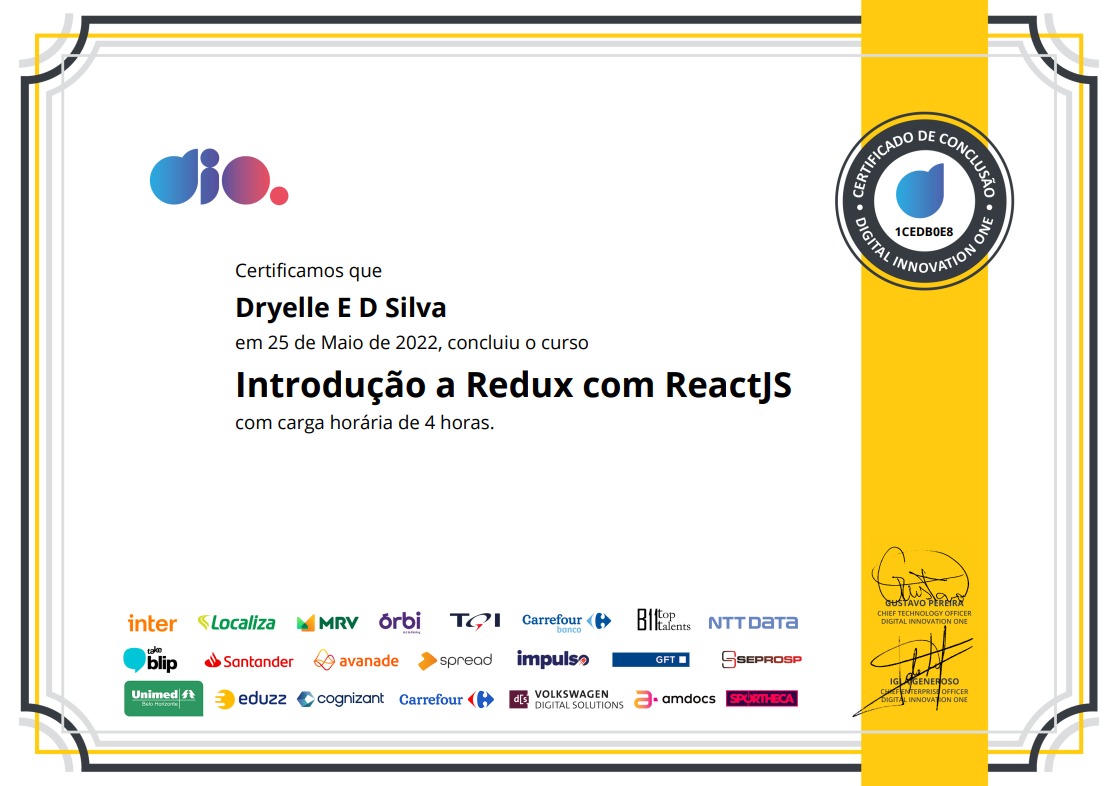 dio.
CERTIFICADO DE CONCLUSÃO
1CEDB0E8
DIGITAL INNOVATION ONE
Certificamos que
Dryelle E D Silva
em 25 de Maio de 2022, concluiu o curso
Introdução a Redux com ReactJS
com carga horária de 4 horas.
inter Localiza MRV órbi academy TQI Carrefour banco B11 top talents NTT DATA
take blip Santander avanade spread impulso GFT SEPROSP
Unimed Belo Horizonte eduzz cognizant Carrefour d[s VOLKSWAGEN DIGITAL SOLUTIONS amdocs SPORTHECA
Gustavo
GUSTAVO PEREIRA
CHIEF TECHNOLOGY OFFICER
DIGITAL INNOVATION ONE
GENEROSO
CHIEF ENTERPRISE OFFICER
DIGITAL INNOVATION ONE